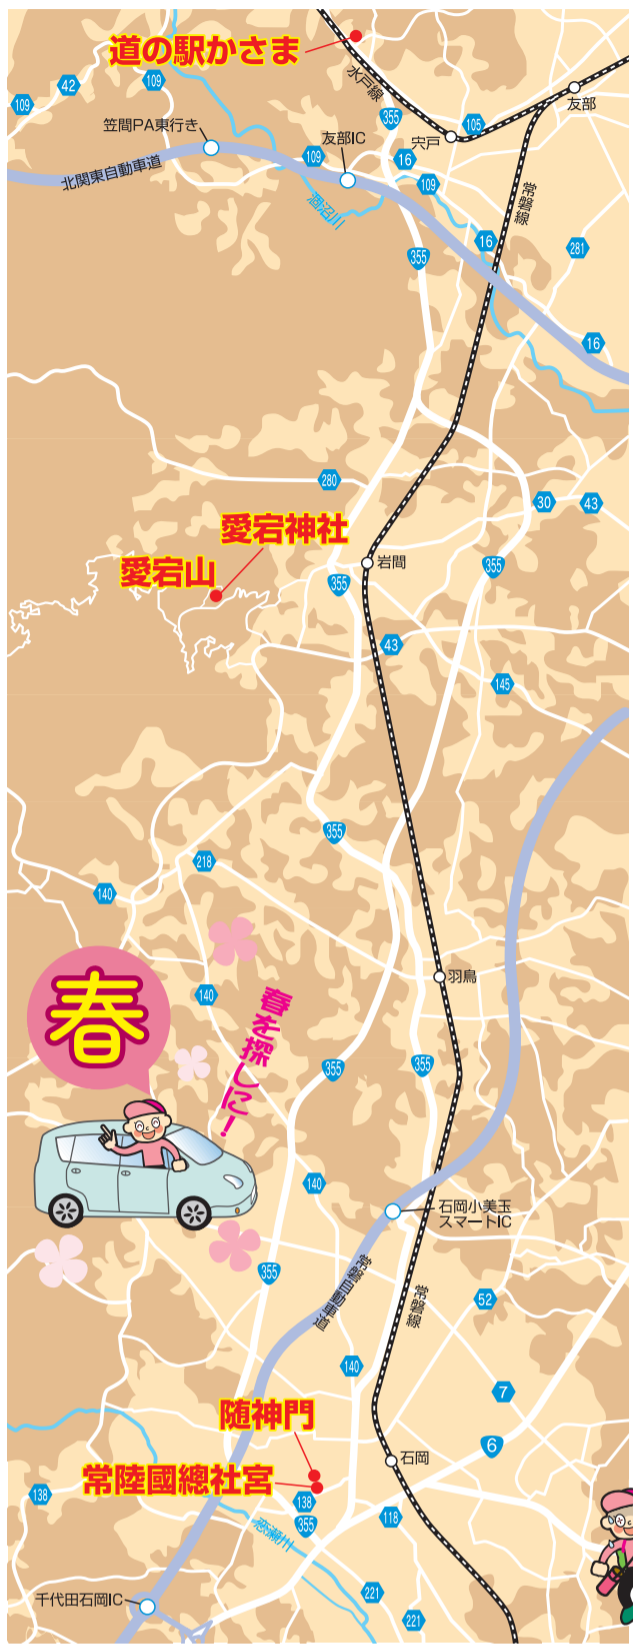 道の駅かさま
水戸線
42
109
109
355
105
友部
宍戸
笠間PA東行き
友部IC
109
16
109
北関東自動車道
涸沼川
常磐線
16
281
355
16
280
30
43
愛宕神社
愛宕山
岩間
355
355
43
145
355
218
140
羽鳥
春
140
春を探しに!
355
355
140
石岡小美玉
スマートIC
355
常磐自動車道
常磐線
52
140
7
随神門
6
石岡
常陸國總社宮
138
138
118
355
恋瀬川
千代田石岡IC
221
221